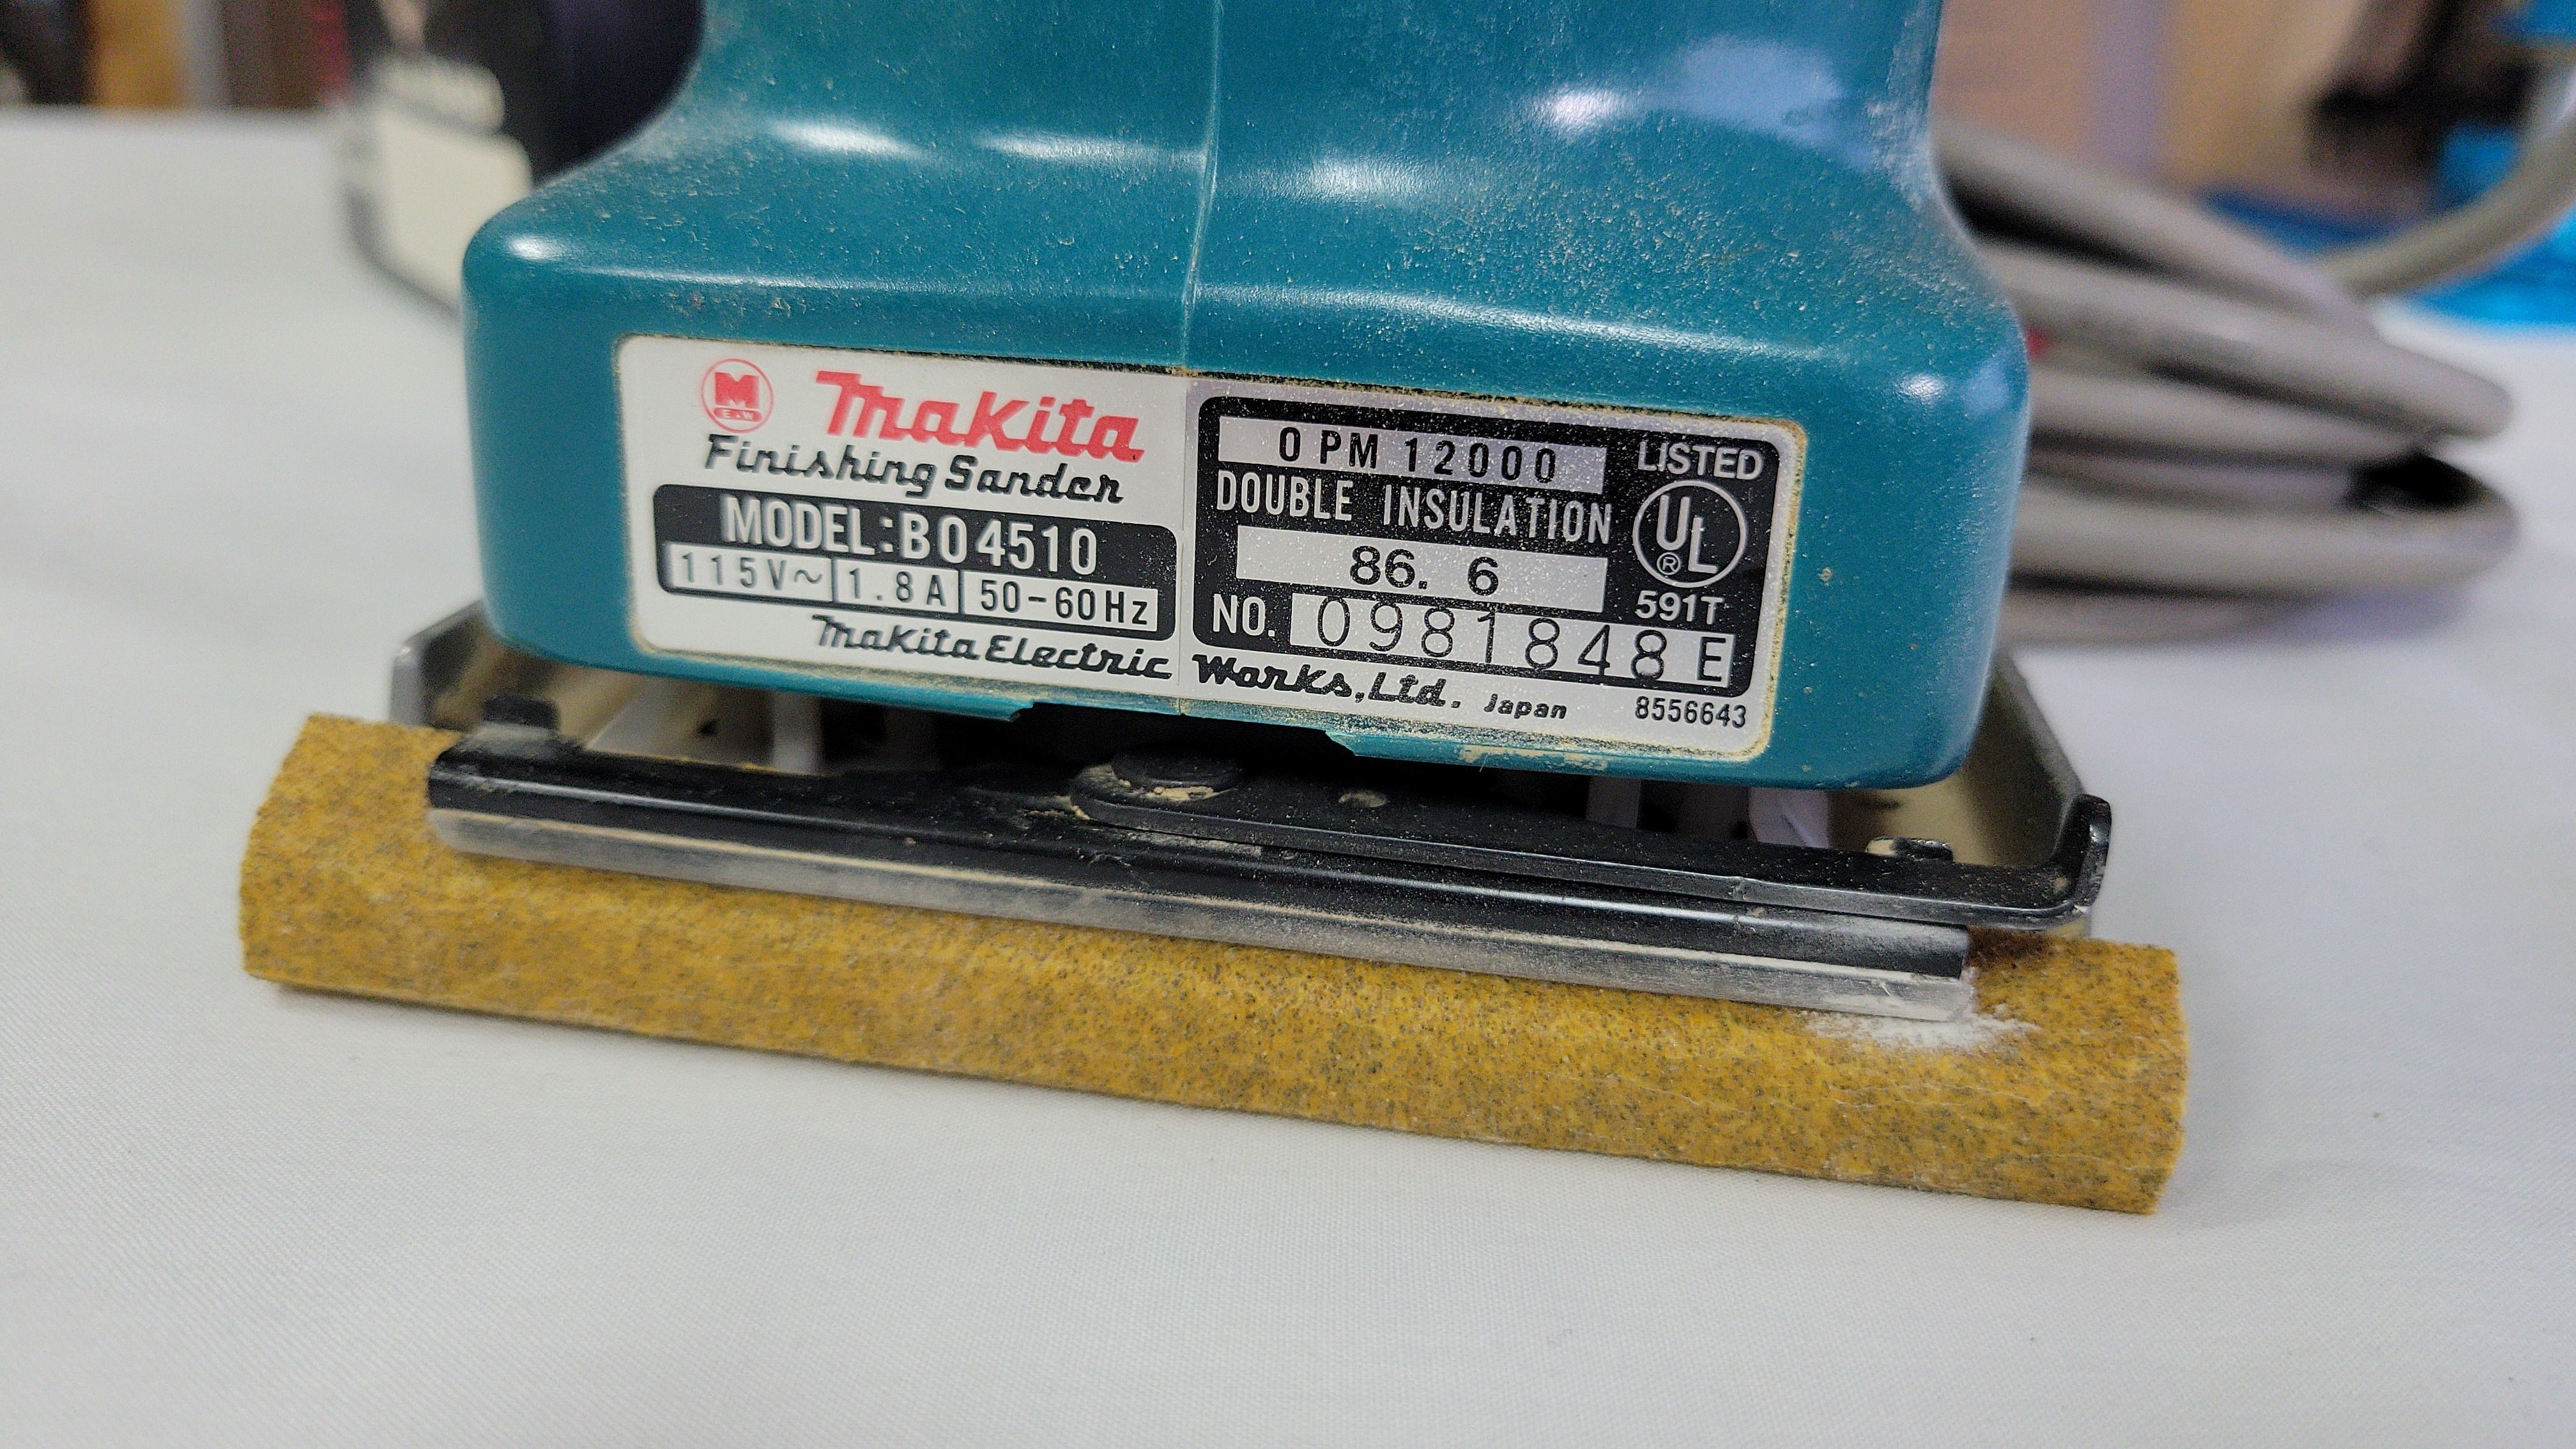 M
E.W
Makita
Finishing Sander
MODEL:BO4510
115V~ 1.8A 50-60Hz
OPM 12000
DOUBLE INSULATION
86. 6
NO. 0981848E
LISTED
UL
®
591T
Makita Electric Works, Ltd. Japan
8556643